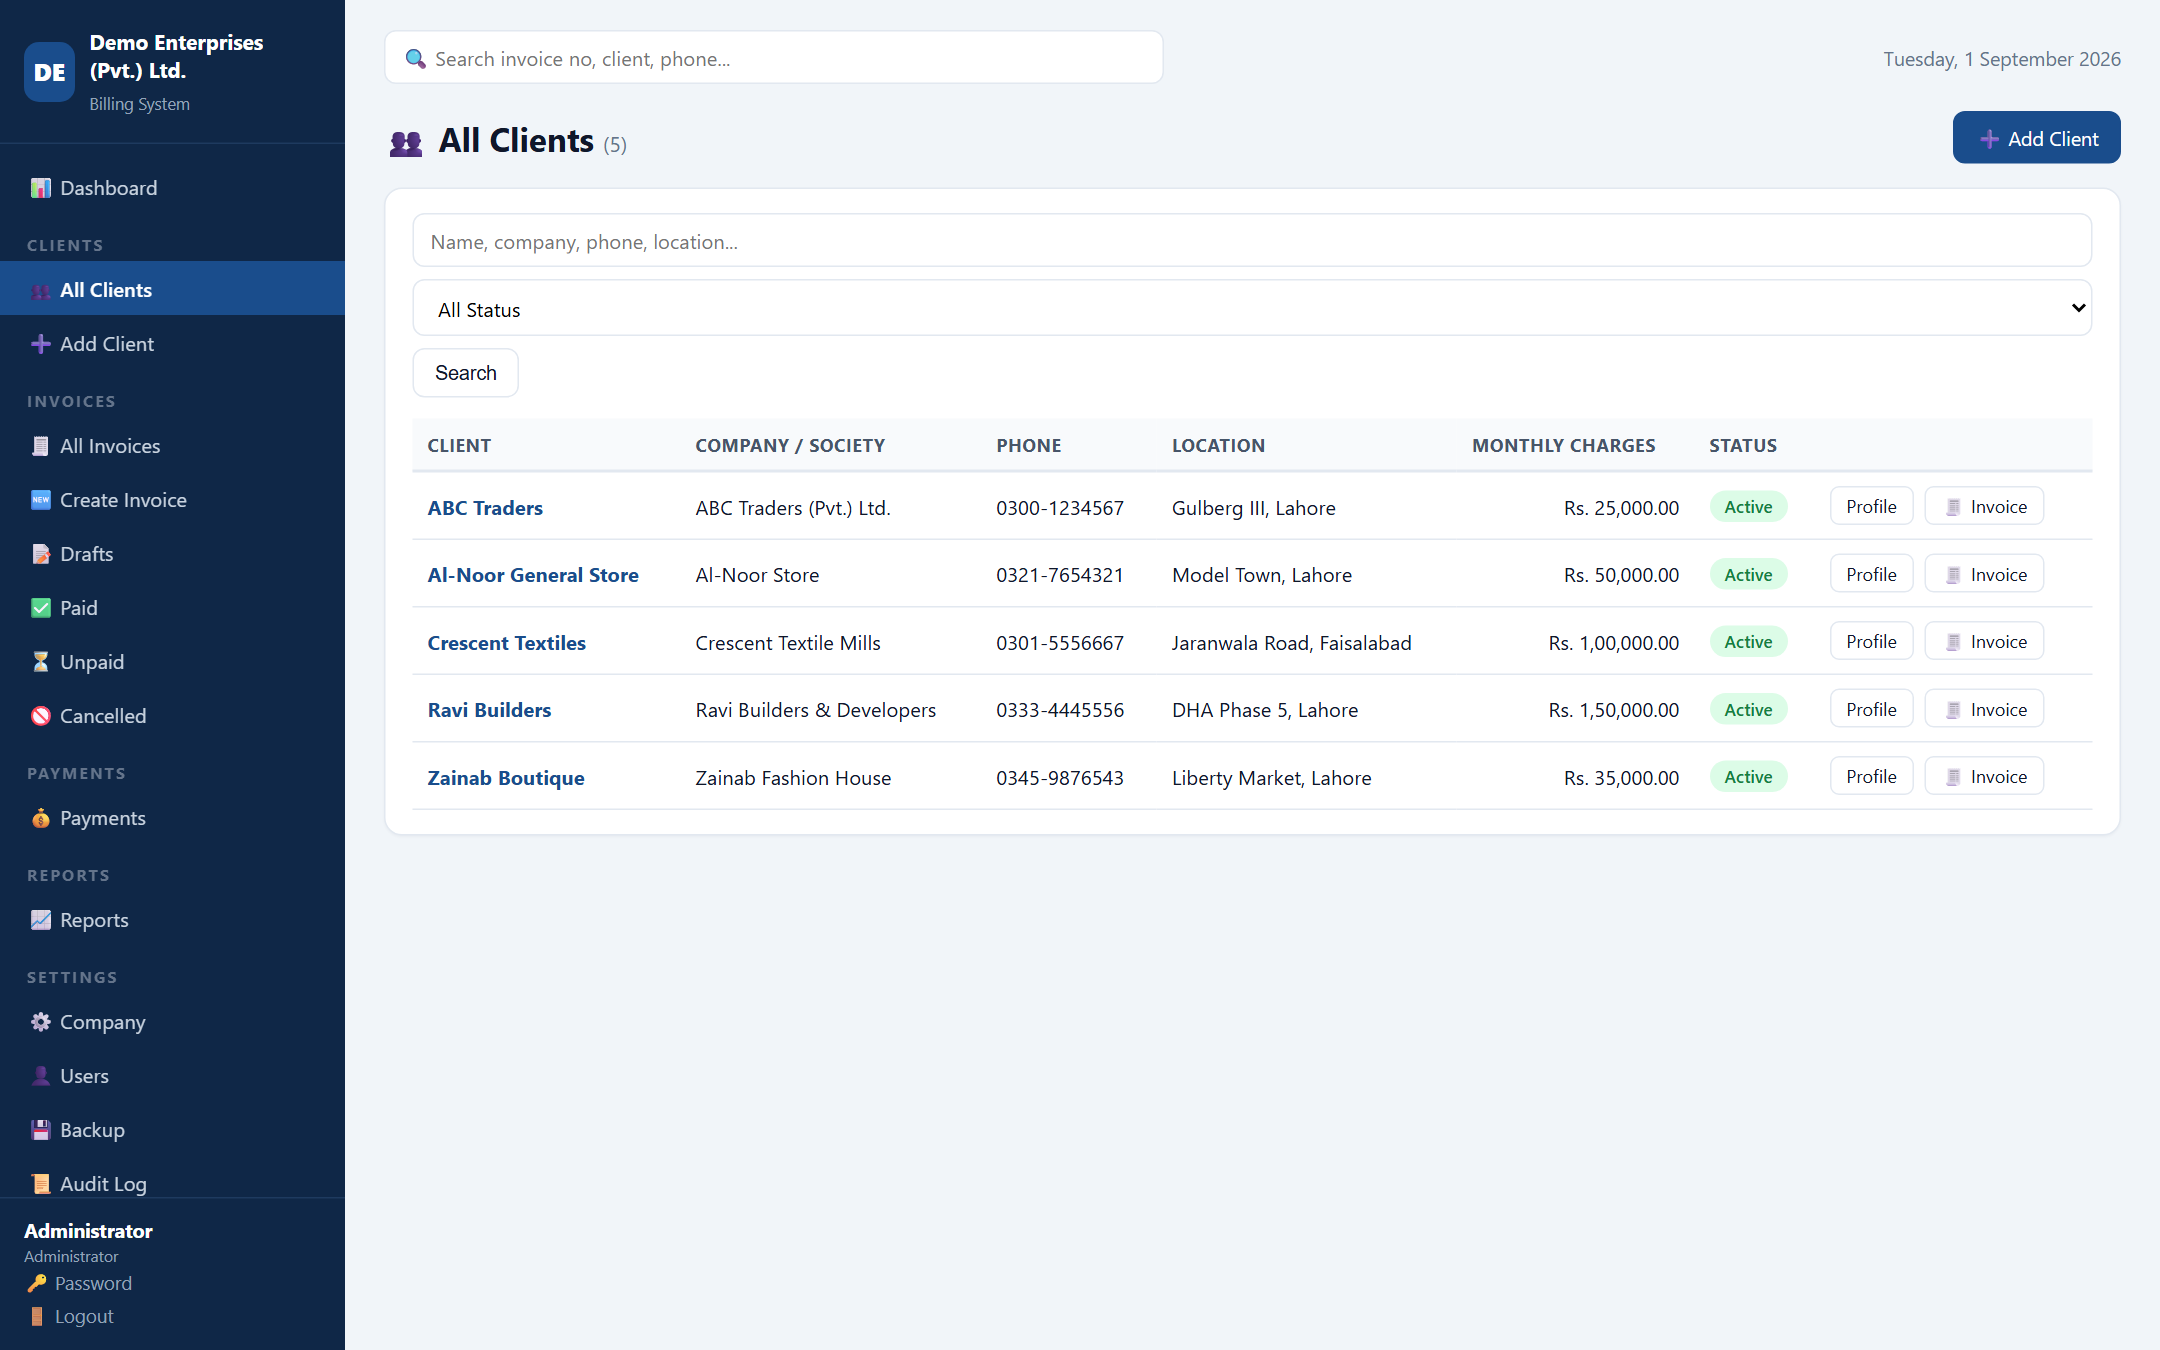 DE
Demo Enterprises
(Pvt.) Ltd.
Billing System
Dashboard
CLIENTS
All Clients
Add Client
INVOICES
All Invoices
NEW
Create Invoice
Drafts
Paid
Unpaid
Cancelled
PAYMENTS
Payments
REPORTS
Reports
SETTINGS
Company
Users
Backup
Audit Log
Administrator
Administrator
Password
Logout
Search invoice no, client, phone...
Tuesday, 1 September 2026
All Clients (5)
Add Client
Name, company, phone, location...
All Status
Search
CLIENT COMPANY / SOCIETY PHONE LOCATION MONTHLY CHARGES STATUS
ABC Traders ABC Traders (Pvt.) Ltd. 0300-1234567 Gulberg III, Lahore Rs. 25,000.00 Active Profile Invoice
Al-Noor General Store Al-Noor Store 0321-7654321 Model Town, Lahore Rs. 50,000.00 Active Profile Invoice
Crescent Textiles Crescent Textile Mills 0301-5556667 Jaranwala Road, Faisalabad Rs. 1,00,000.00 Active Profile Invoice
Ravi Builders Ravi Builders & Developers 0333-4445556 DHA Phase 5, Lahore Rs. 1,50,000.00 Active Profile Invoice
Zainab Boutique Zainab Fashion House 0345-9876543 Liberty Market, Lahore Rs. 35,000.00 Active Profile Invoice